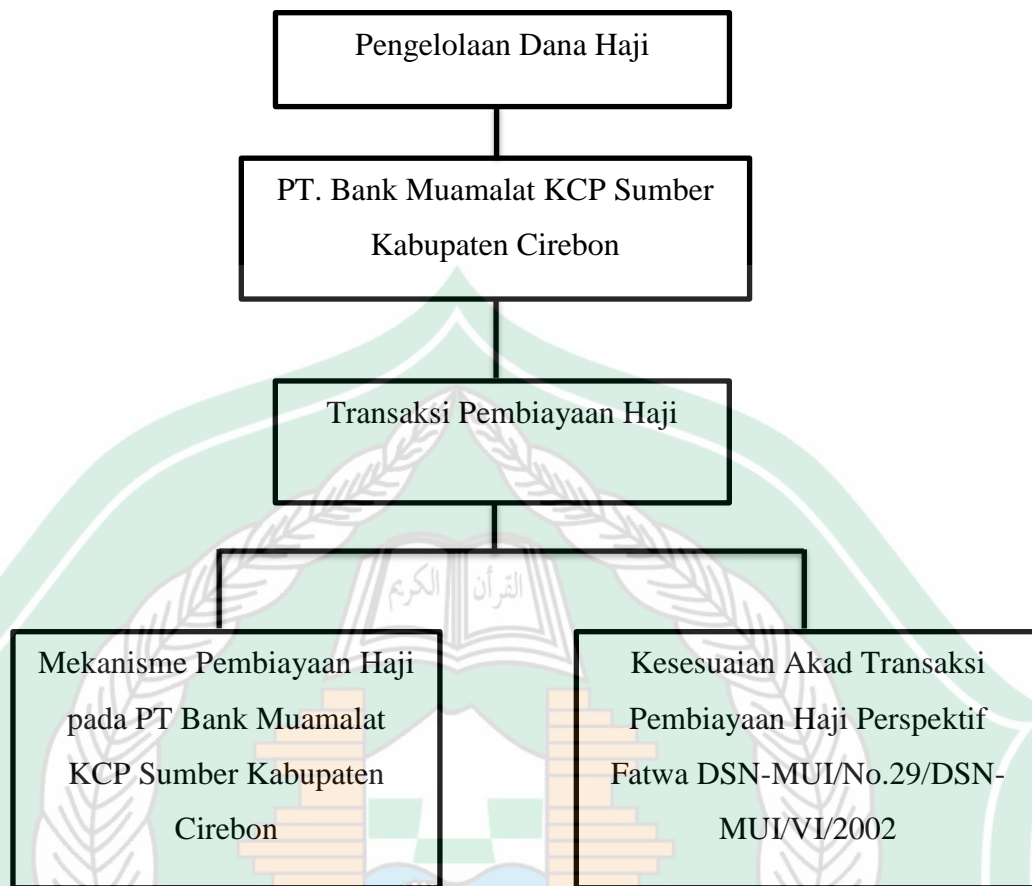 Pengelolaan Dana Haji
PT. Bank Muamalat KCP Sumber
Kabupaten Cirebon
Transaksi Pembiayaan Haji
القرآن الكريم
Mekanisme Pembiayaan Haji
pada PT Bank Muamalat
KCP Sumber Kabupaten
Cirebon
Kesesuaian Akad Transaksi
Pembiayaan Haji Perspektif
Fatwa DSN-MUI/No.29/DSN-
MUI/VI/2002